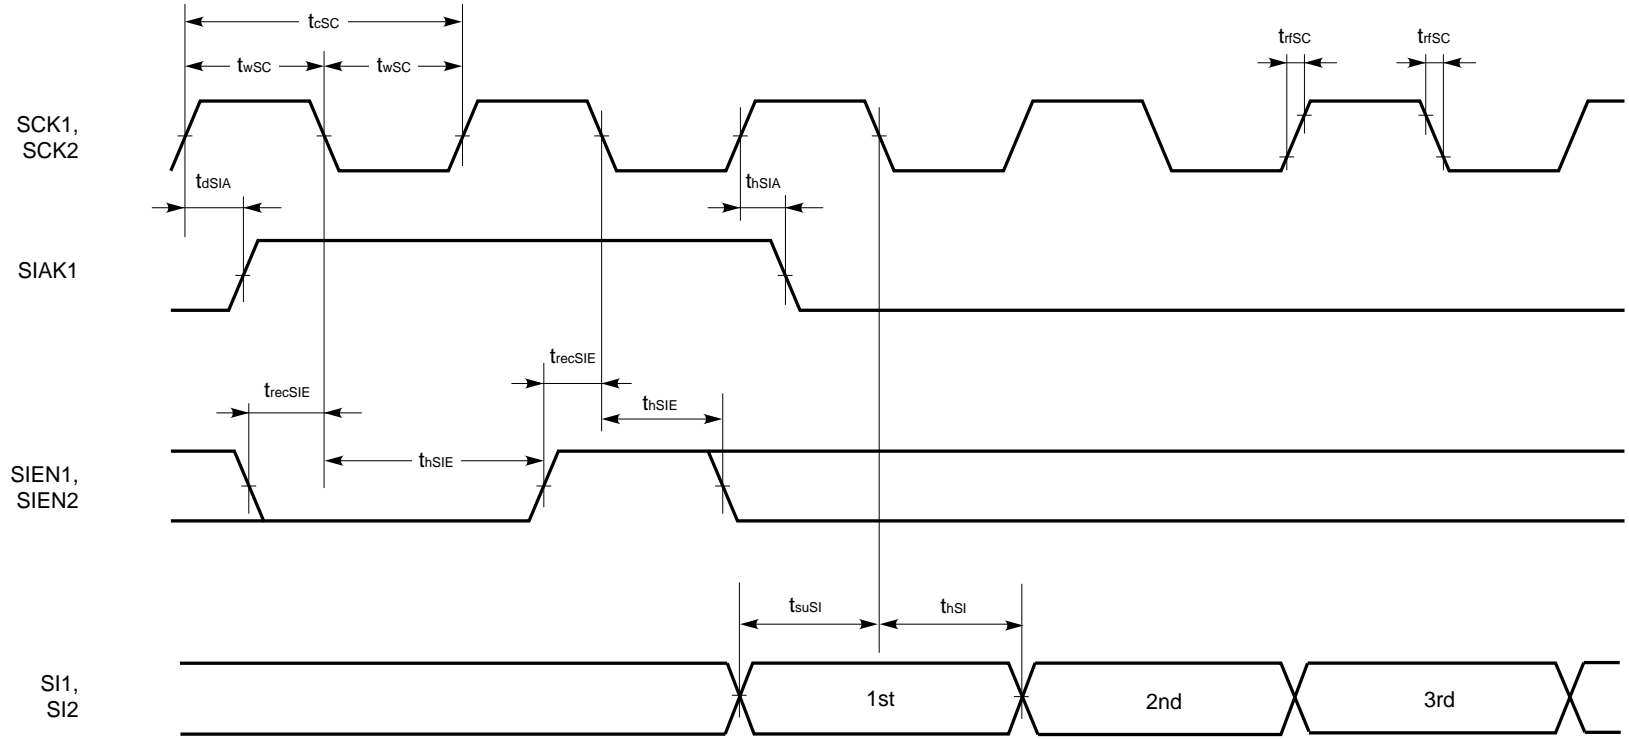 tcSC
twSC
twSC
trfSC
trfSC
SCK1,
SCK2
tdSIA
thSIA
SIAK1
trecSIE
trecSIE
thSIE
thSIE
SIEN1,
SIEN2
tsuSI
thSI
SI1,
SI2
1st
2nd
3rd